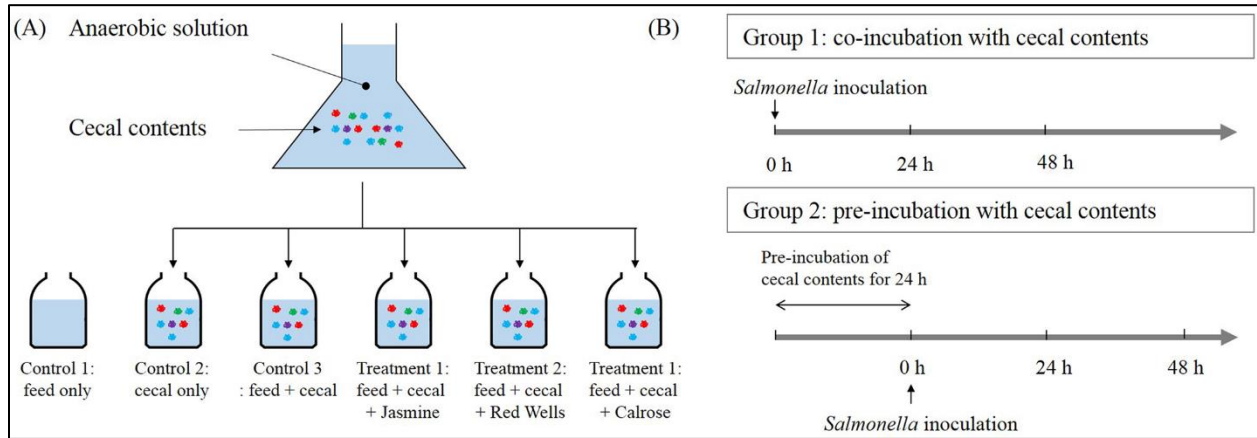 (A)
Anaerobic solution
Cecal contents
Control 1:
feed only
Control 2:
cecal only
Control 3
: feed + cecal
Treatment 1:
feed + cecal
+ Jasmine
Treatment 2:
feed + cecal
+ Red Wells
Treatment 1:
feed + cecal
+ Calrose
(B)
Group 1: co-incubation with cecal contents
Salmonella inoculation
0 h
24 h
48 h
Group 2: pre-incubation with cecal contents
Pre-incubation of
cecal contents for 24 h
0 h
24 h
48 h
Salmonella inoculation